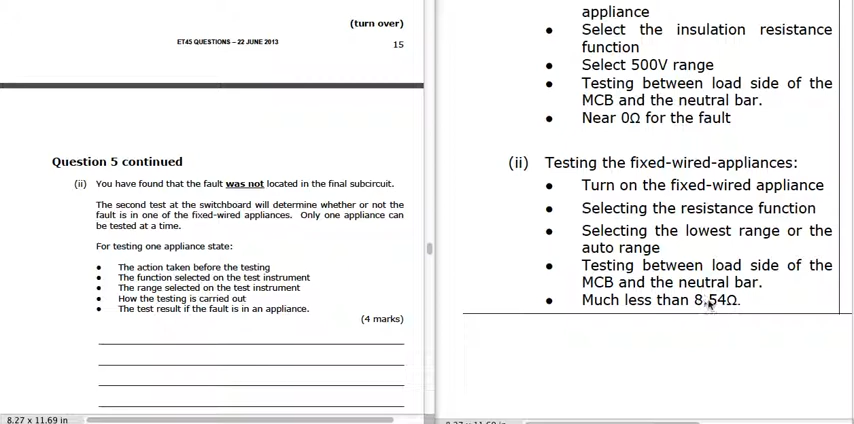 (turn over)
ET45 QUESTIONS – 22 JUNE 2013
15
Question 5 continued
(ii) You have found that the fault was not located in the final subcircuit.
The second test at the switchboard will determine whether or not the
fault is in one of the fixed-wired appliances. Only one appliance can
be tested at a time.
For testing one appliance state:
• The action taken before the testing
• The function selected on the test instrument
• The range selected on the test instrument
• How the testing is carried out
• The test result if the fault is in an appliance.
(4 marks)
8.27 x 11.69 in
appliance
• Select the insulation resistance
function
• Select 500V range
• Testing between load side of the
MCB and the neutral bar.
• Near 0Ω for the fault
(ii) Testing the fixed-wired-appliances:
• Turn on the fixed-wired appliance
• Selecting the resistance function
• Selecting the lowest range or the
auto range
• Testing between load side of the
MCB and the neutral bar.
• Much less than 8.54Ω.